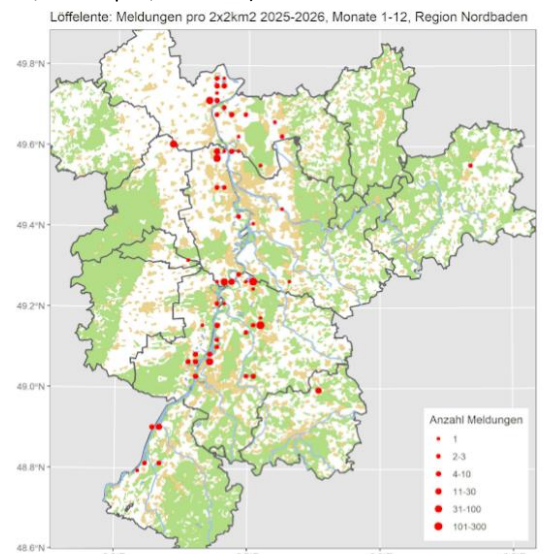 Löffelente: Meldungen pro 2x2km2 2025-2026, Monate 1-12, Region Nordbaden
49.8°N
49.6°N
49.4°N
49.2°N
49.0°N
48.8°N
48.6°N
Anzahl Meldungen
1
2-3
4-10
11-30
31-100
101-300